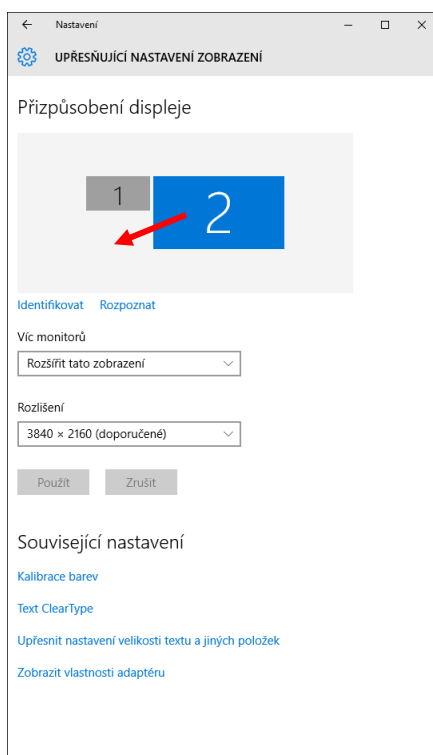 Nastavení
UPŘESŇUJÍCÍ NASTAVENÍ ZOBRAZENÍ
Přizpůsobení displeje
1
2
Identifikovat Rozpoznat
Víc monitorů
Rozšířit tato zobrazení
Rozlišení
3840 × 2160 (doporučené)
Použít Zrušit
Související nastavení
Kalibrace barev
Text ClearType
Upřesnit nastavení velikosti textu a jiných položek
Zobrazit vlastnosti adaptéru